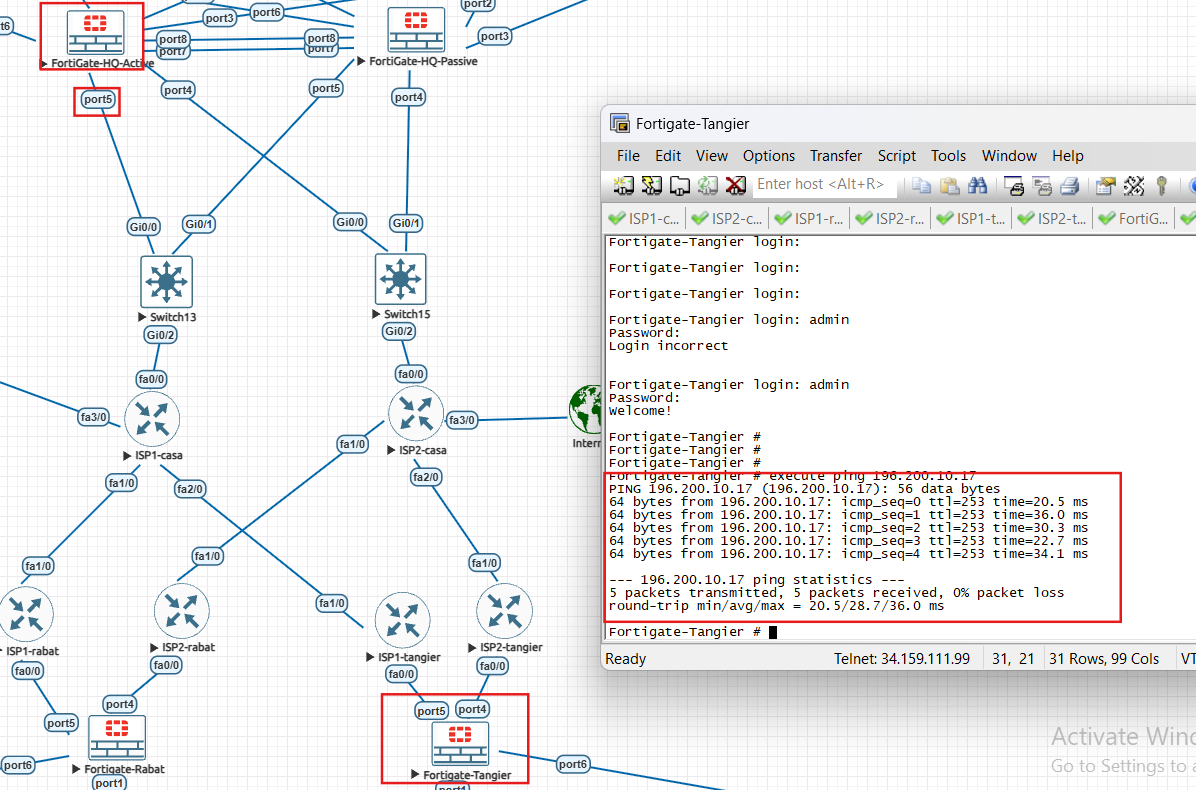 port2
port3
port6
t6
port8
port8
port3
port7
port7
FortiGate-HQ-Active
FortiGate-HQ-Passive
port5
port4
port5
port4
Gi0/0
Gi0/1
Gi0/0
Gi0/1
Switch13
Switch15
Gi0/2
Gi0/2
fa0/0
fa0/0
fa3/0
fa3/0
Intern
ISP1-casa
ISP2-casa
fa1/0
fa1/0
fa2/0
fa2/0
fa1/0
fa1/0
fa1/0
fa1/0
ISP1-rabat
ISP2-rabat
ISP1-tangier
ISP2-tangier
fa0/0
fa0/0
fa0/0
fa0/0
port4
port5
port5
port4
port6
Fortigate-Rabat
port1
port6
Fortigate-Tangier
port1
Fortigate-Tangier
File Edit View Options Transfer Script Tools Window Help
Enter host <Alt+R>
ISP1-c... ISP2-c... ISP1-r... ISP2-r... ISP1-t... ISP2-t... FortiG...
Fortigate-Tangier login:
Fortigate-Tangier login:
Fortigate-Tangier login:
Fortigate-Tangier login: admin
Password:
Login incorrect
Fortigate-Tangier login: admin
Password:
Welcome!
Fortigate-Tangier #
Fortigate-Tangier #
Fortigate-Tangier #
Fortigate-Tangier # execute ping 196.200.10.17
PING 196.200.10.17 (196.200.10.17): 56 data bytes
64 bytes from 196.200.10.17: icmp_seq=0 ttl=253 time=20.5 ms
64 bytes from 196.200.10.17: icmp_seq=1 ttl=253 time=36.0 ms
64 bytes from 196.200.10.17: icmp_seq=2 ttl=253 time=30.3 ms
64 bytes from 196.200.10.17: icmp_seq=3 ttl=253 time=22.7 ms
64 bytes from 196.200.10.17: icmp_seq=4 ttl=253 time=34.1 ms
--- 196.200.10.17 ping statistics ---
5 packets transmitted, 5 packets received, 0% packet loss
round-trip min/avg/max = 20.5/28.7/36.0 ms
Fortigate-Tangier #
Ready Telnet: 34.159.111.99 31, 21 31 Rows, 99 Cols VT
Activate Wind
Go to Settings to a